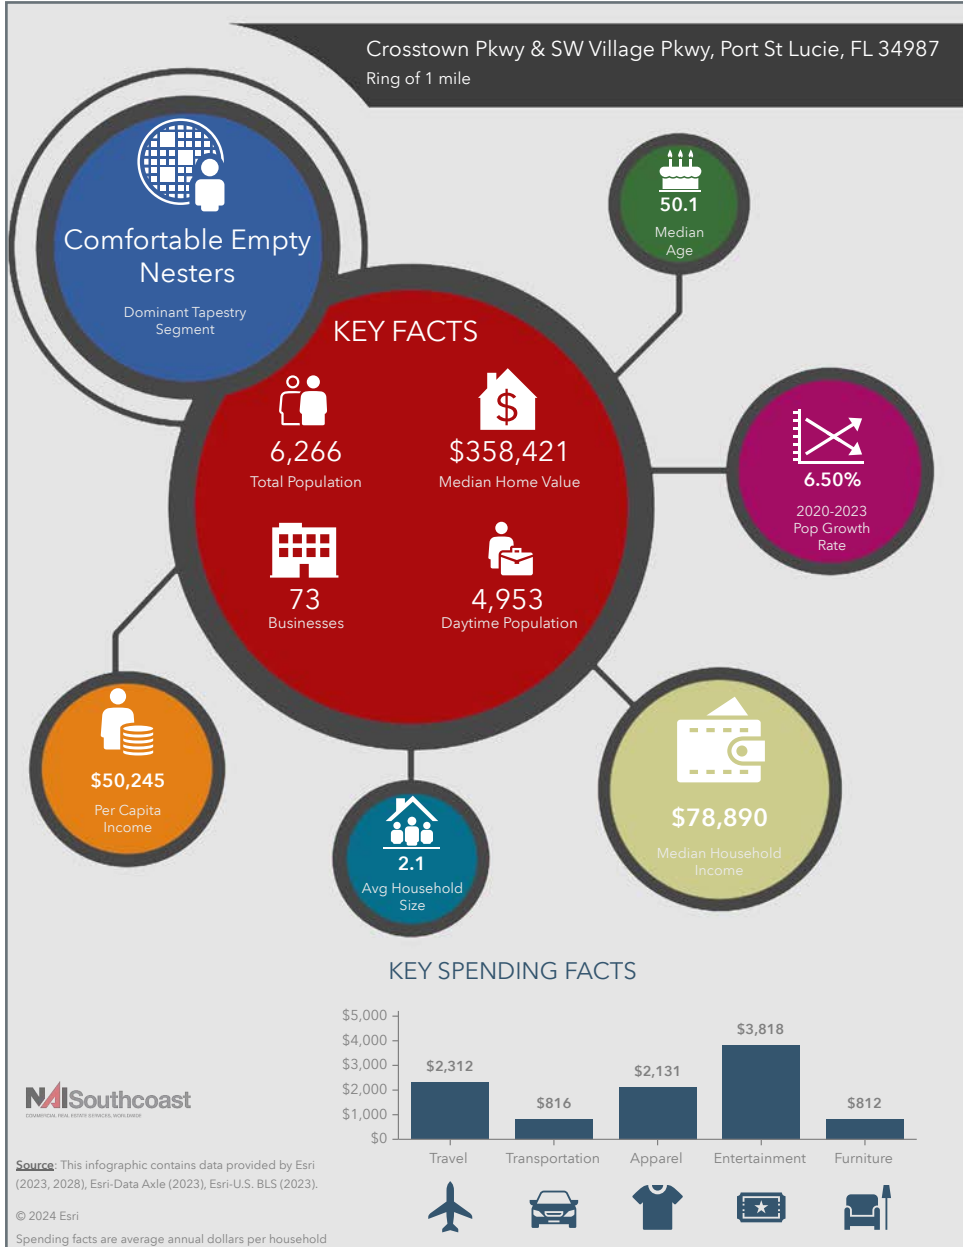 Crosstown Pkwy & SW Village Pkwy, Port St Lucie, FL 34987
Ring of 1 mile
Comfortable Empty
Nesters
Dominant Tapestry
Segment
50.1
Median
Age
KEY FACTS
6,266
Total Population
$
$358,421
Median Home Value
73
Businesses
4,953
Daytime Population
6.50%
2020-2023
Pop Growth
Rate
$50,245
Per Capita
Income
2.1
Avg Household
Size
$78,890
Median Household
Income
KEY SPENDING FACTS
$5,000
$4,000
$3,000
$2,000
$1,000
$0
$2,312
$816
$2,131
$3,818
$812
Travel
Transportation
Apparel
Entertainment
Furniture
NAISouthcoast
COMMERCIAL REAL ESTATE SERVICES, WORLDWIDE
Source: This infographic contains data provided by Esri
(2023, 2028), Esri-Data Axle (2023), Esri-U.S. BLS (2023).
© 2024 Esri
Spending facts are average annual dollars per household